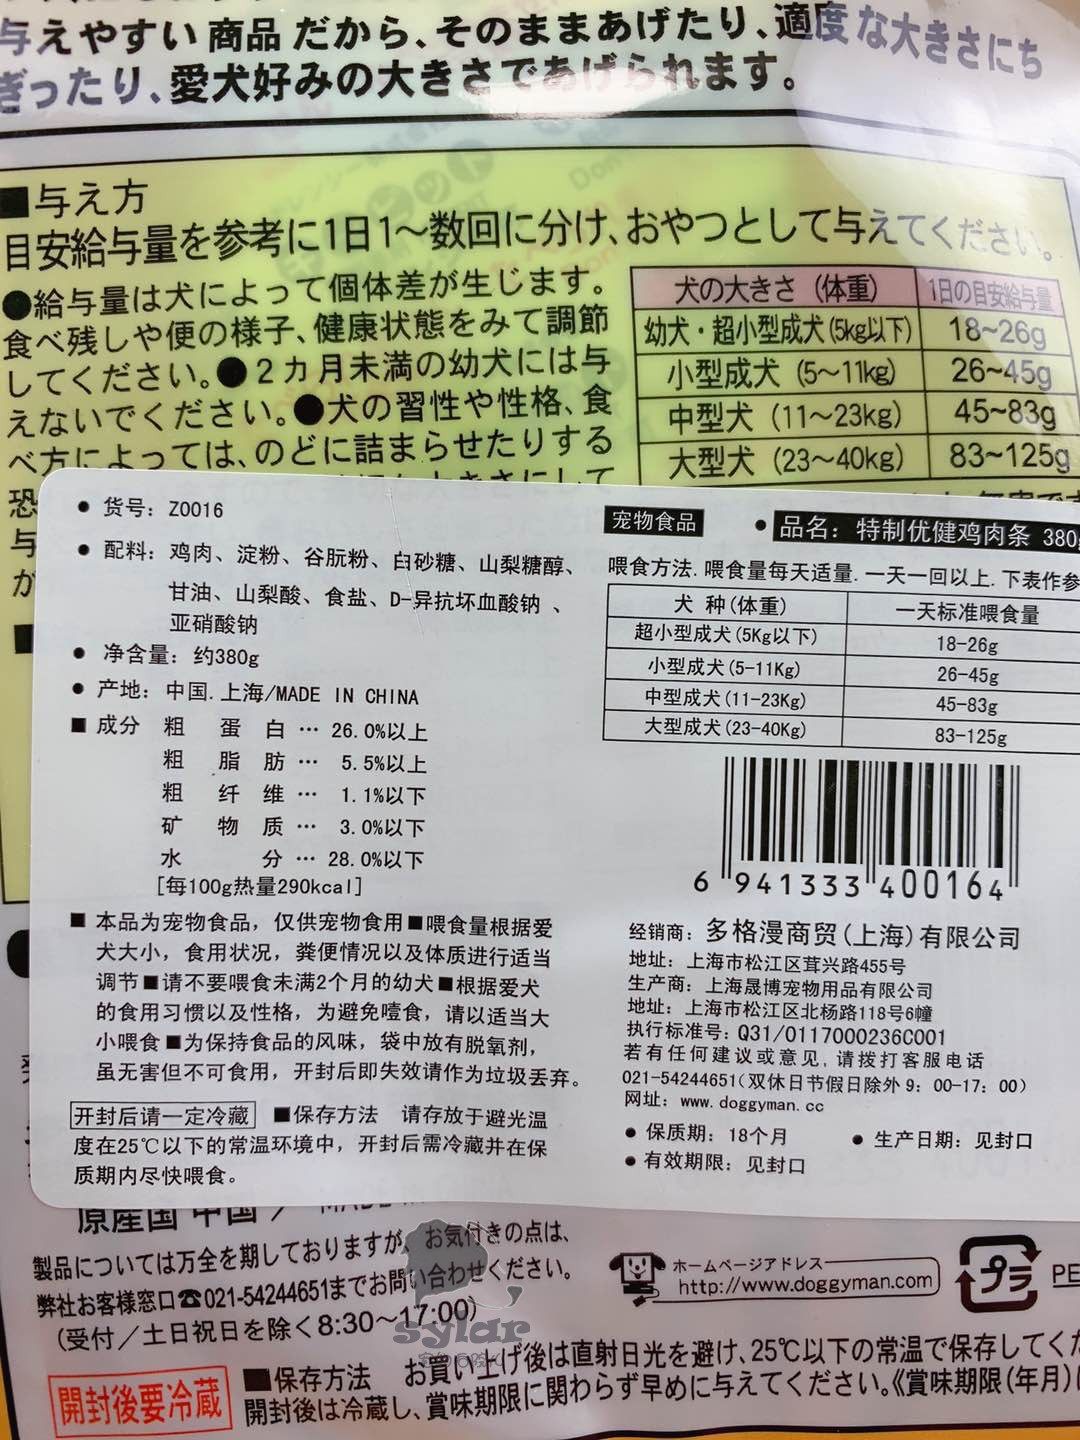 与えやすい商品だから、そのままあげたり、適度な大きさにち
ぎったり、愛犬好みの大きさであげられます。
■与え方
目安給与量を参考に1日1〜数回に分け、おやつとして与えてください。
●給与量は犬によって個体差が生じます。
食べ残しや便の様子、健康状態をみて調節
してください。●2カ月未満の幼犬には与
えないでください。●犬の習性や性格、食
べ方によっては、のどに詰まらせたりする
恐
与
が
犬の大きさ（体重） 1日の目安給与量
幼犬・超小型成犬(5kg以下) 18~26g
小型成犬（5〜11kg） 26~45g
中型犬（11〜23kg） 45~83g
大型犬（23〜40kg） 83~125g
● 货号：Z0016
● 配料：鸡肉、淀粉、谷朊粉、白砂糖、山梨糖醇、
甘油、山梨酸、食盐、D-异抗坏血酸钠 、
亚硝酸钠
● 净含量：约380g
● 产地：中国.上海/MADE IN CHINA
■ 成分 粗 蛋 白 … 26.0%以上
粗 脂 肪 … 5.5%以上
粗 纤 维 … 1.1%以下
矿 物 质 … 3.0%以下
水 分 … 28.0%以下
[每100g热量290kcal]
■ 本品为宠物食品，仅供宠物食用■喂食量根据爱
犬大小，食用状况，粪便情况以及体质进行适当
调节■请不要喂食未满2个月的幼犬■根据爱犬
的食用习惯以及性格，为避免噎食，请以适当大
小喂食■为保持食品的风味，袋中放有脱氧剂，
虽无害但不可食用，开封后即失效请作为垃圾丢弃。
开封后请一定冷藏 ■保存方法 请存放于避光温
度在25℃以下的常温环境中，开封后需冷藏并在保
质期内尽快喂食。
宠物食品 ● 品名：特制优健鸡肉条 380g
喂食方法.喂食量每天适量.一天一回以上.下表作参
犬 种(体重) 一天标准喂食量
超小型成犬(5Kg以下) 18-26g
小型成犬(5-11Kg) 26-45g
中型成犬(11-23Kg) 45-83g
大型成犬(23-40Kg) 83-125g
6 941333 400164
经销商：多格漫商贸(上海)有限公司
地址：上海市松江区茸兴路455号
生产商：上海晟博宠物用品有限公司
地址：上海市松江区北杨路118号6幢
执行标准号：Q31/0117000236C001
若有任何建议或意见，请拨打客服电话
021-54244651(双休日节假日除外 9：00-17：00)
网址：www.doggyman.cc
● 保质期：18个月 ● 生产日期：见封口
● 有效期限：见封口
原産国 中国／
製品については万全を期しておりますが、お気付きの点は、
弊社お客様窓口☎021-54244651までお問い合わせください。
(受付／土日祝日を除く8:30〜17:00)
sylar
ホームページアドレス
http://www.doggyman.com
プラ PE
開封後要冷蔵
■保存方法 お買い上げ後は直射日光を避け、25℃以下の常温で保存してくだ
開封後は冷蔵し、賞味期限に関わらず早めに与えてください。《賞味期限(年月)は